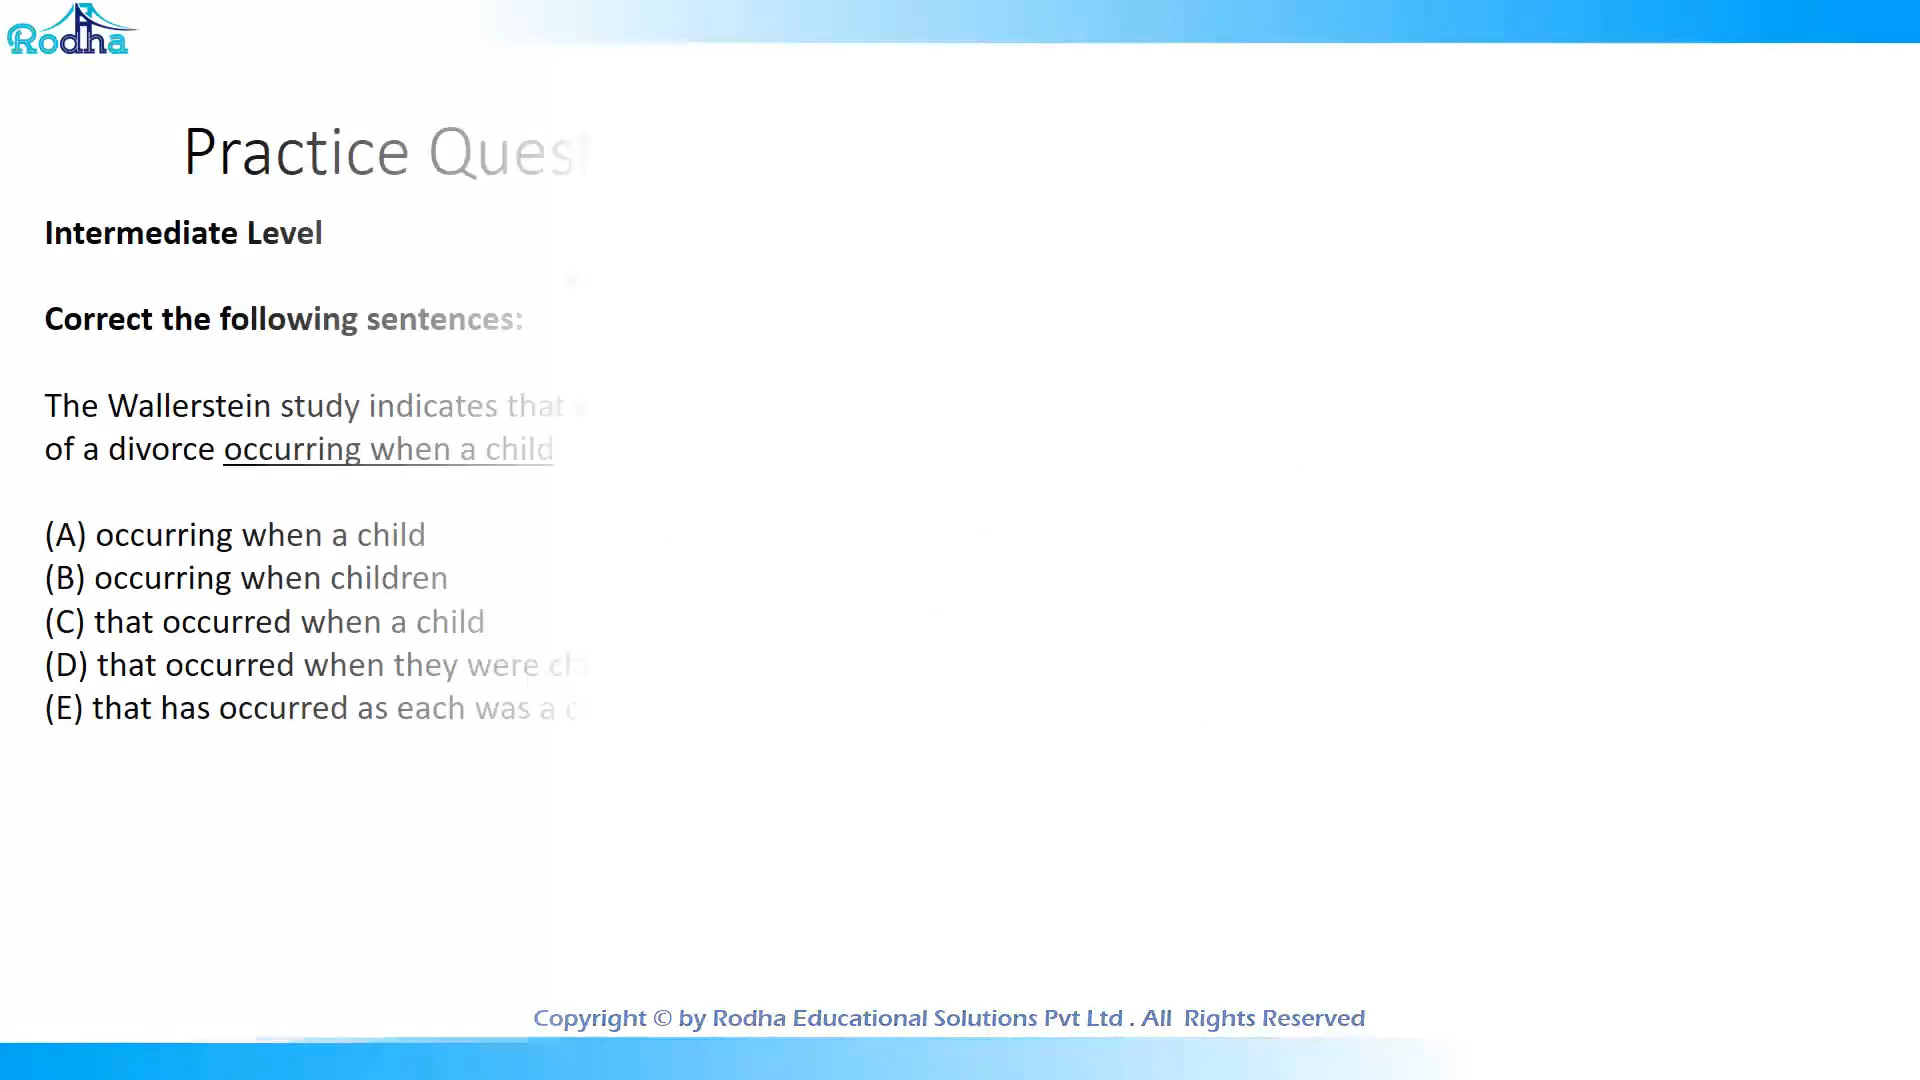 Rodha
Practice Quest
Intermediate Level
Correct the following sentences:
The Wallerstein study indicates that
of a divorce occurring when a child
(A) occurring when a child
(B) occurring when children
(C) that occurred when a child
(D) that occurred when they were
(E) that has occurred as each was a
Copyright © by Rodha Educational Solutions Pvt Ltd . All Rights Reserved